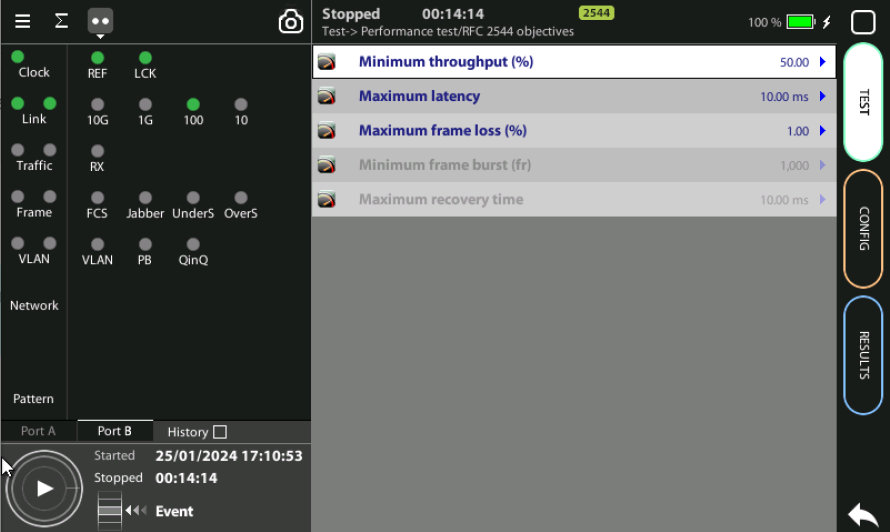 Stopped 00:14:14 2544 100 %
Test-> Performance test/RFC 2544 objectives
Clock REF LCK
Link 10G 1G 100 10
Traffic RX
Frame FCS Jabber UnderS OverS
VLAN VLAN PB QinQ
Network
Pattern
Port A Port B History
Started 25/01/2024 17:10:53
Stopped 00:14:14
Event
Minimum throughput (%) 50.00
Maximum latency 10.00 ms
Maximum frame loss (%) 1.00
Minimum frame burst (fr) 1,000
Maximum recovery time 10.00 ms
TEST
CONFIG
RESULTS